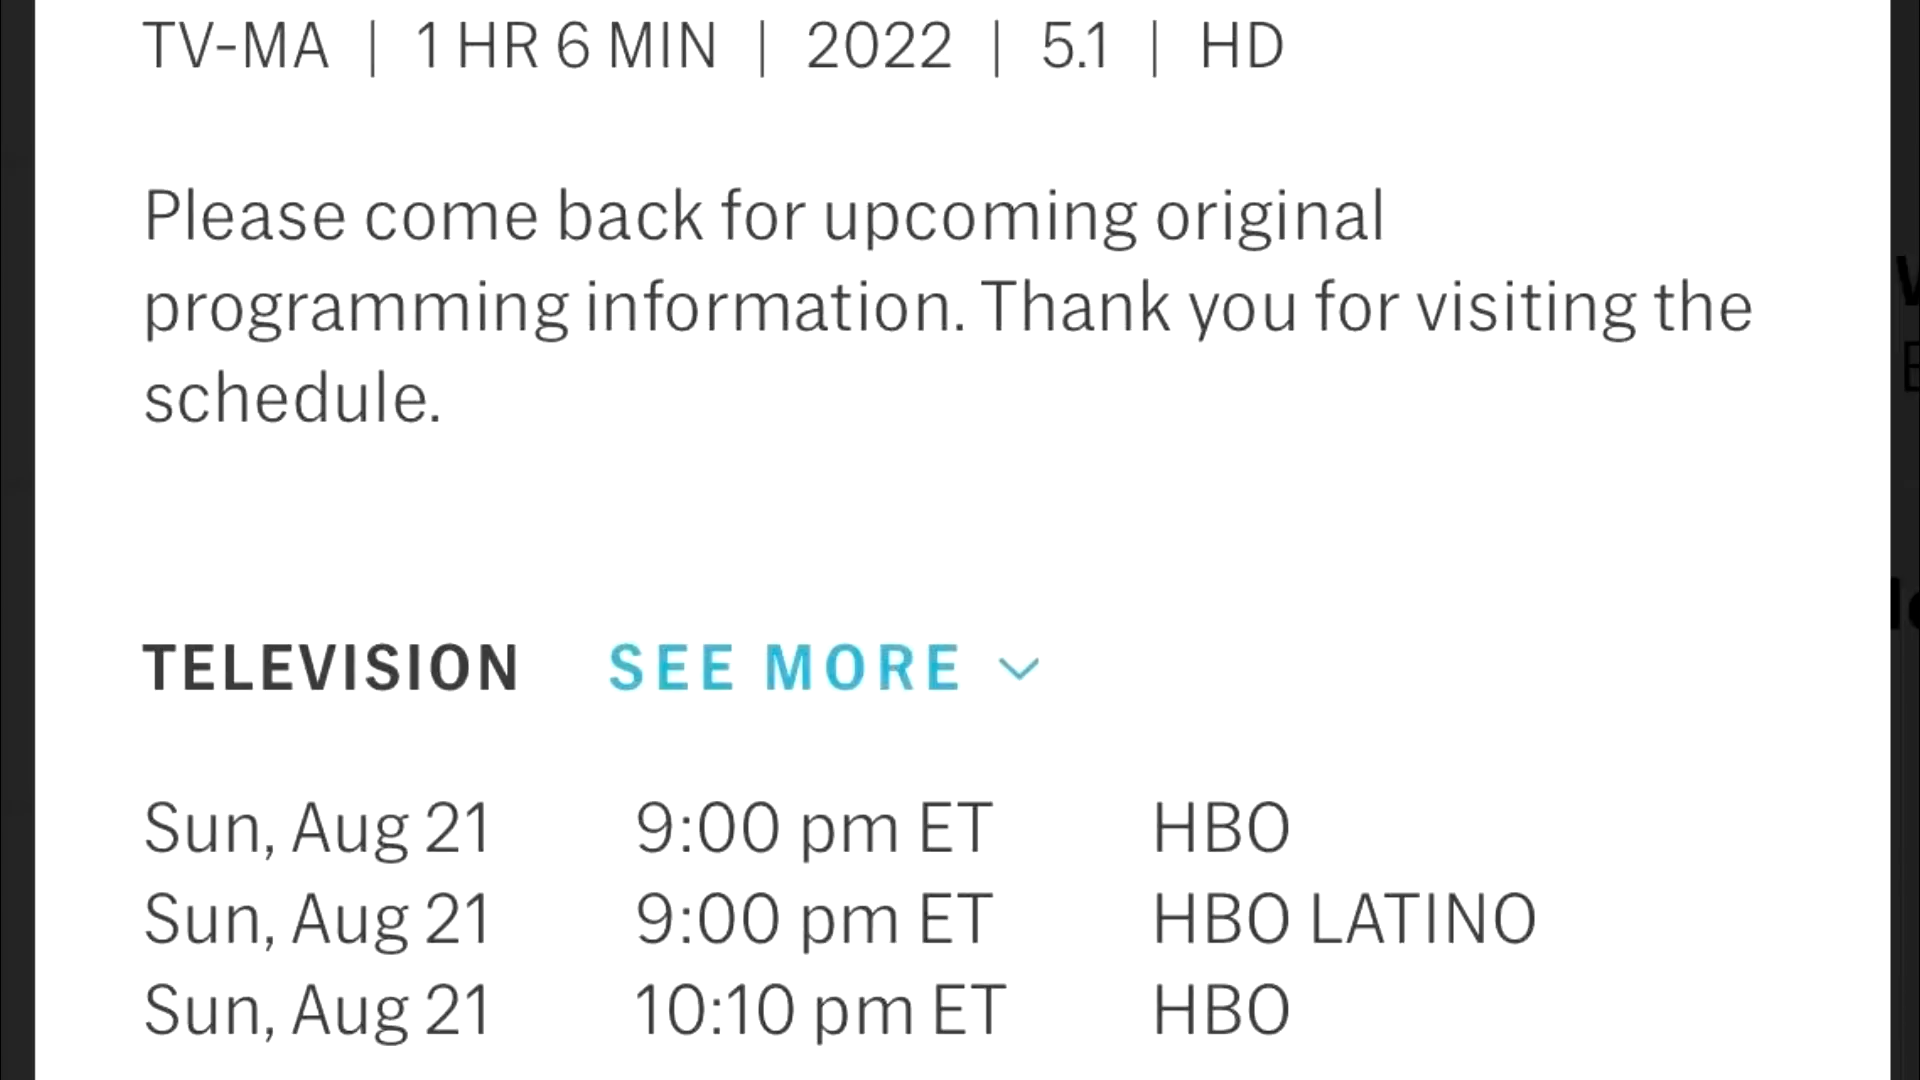 TV-MA | 1 HR 6 MIN | 2022 | 5.1 | HD
Please come back for upcoming original
programming information. Thank you for visiting the
schedule.
TELEVISION SEE MORE
Sun, Aug 21 9:00 pm ET HBO
Sun, Aug 21 9:00 pm ET HBO LATINO
Sun, Aug 21 10:10 pm ET HBO